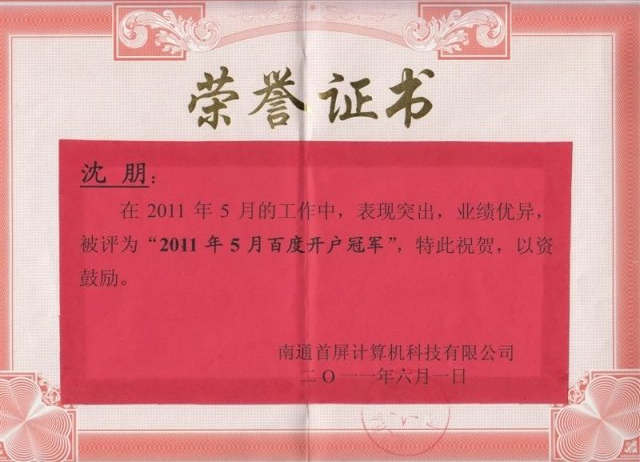 荣誉证书
沈朋：
在 2011 年 5 月的工作中，表现突出，业绩优异，
被评为“2011 年 5 月百度开户冠军”，特此祝贺，以资
鼓励。
南通首屏计算机科技有限公司
二O一一年六月一日